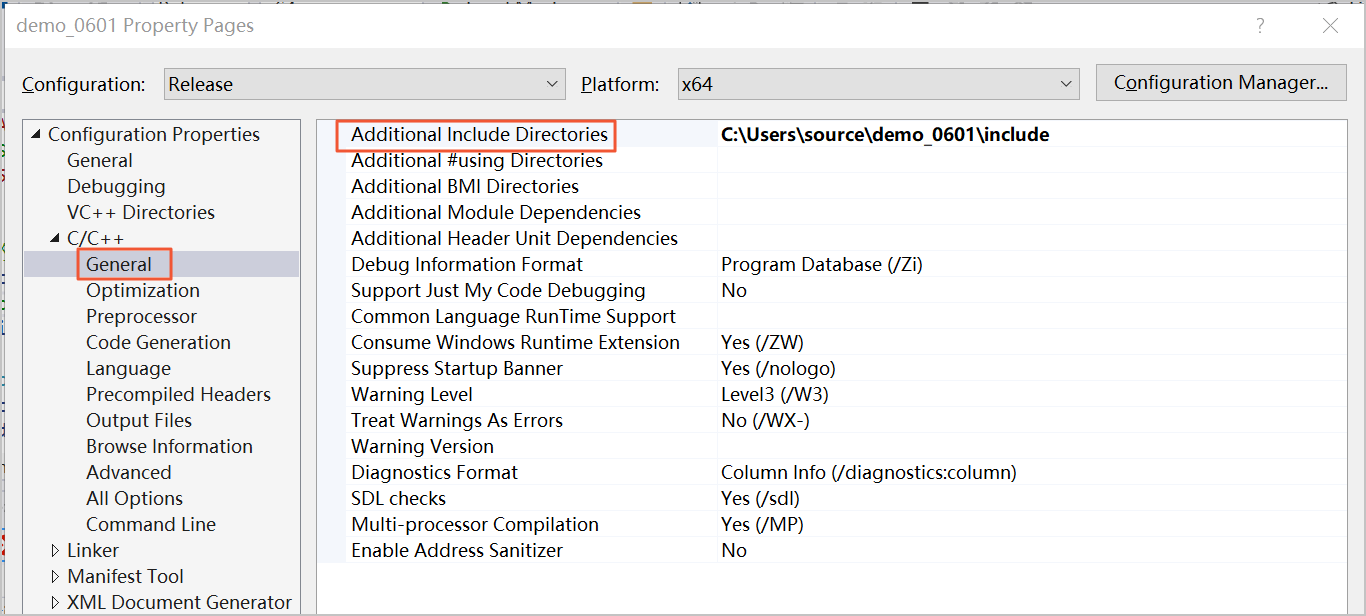 demo_0601 Property Pages
?
Configuration: Release Platform: x64 Configuration Manager...
Configuration Properties
General
Debugging
VC++ Directories
C/C++
General
Optimization
Preprocessor
Code Generation
Language
Precompiled Headers
Output Files
Browse Information
Advanced
All Options
Command Line
Linker
Manifest Tool
XML Document Generator
Additional Include Directories C:\Users\source\demo_0601\include
Additional #using Directories
Additional BMI Directories
Additional Module Dependencies
Additional Header Unit Dependencies
Debug Information Format Program Database (/Zi)
Support Just My Code Debugging No
Common Language RunTime Support
Consume Windows Runtime Extension Yes (/ZW)
Suppress Startup Banner Yes (/nologo)
Warning Level Level3 (/W3)
Treat Warnings As Errors No (/WX-)
Warning Version
Diagnostics Format Column Info (/diagnostics:column)
SDL checks Yes (/sdl)
Multi-processor Compilation Yes (/MP)
Enable Address Sanitizer No